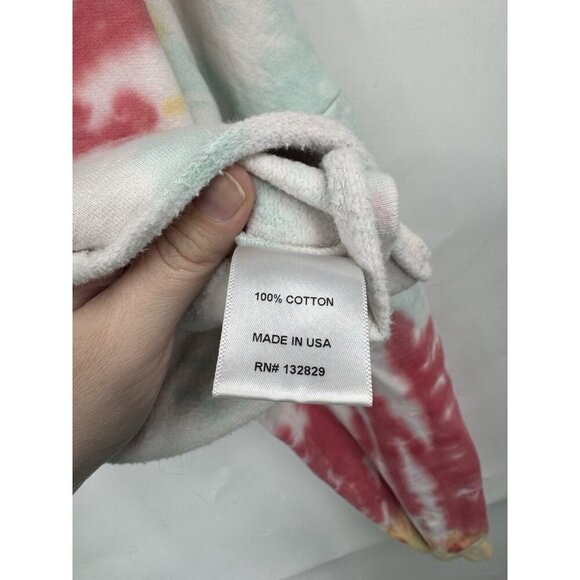 100% COTTON
MADE IN USA
RN# 132829